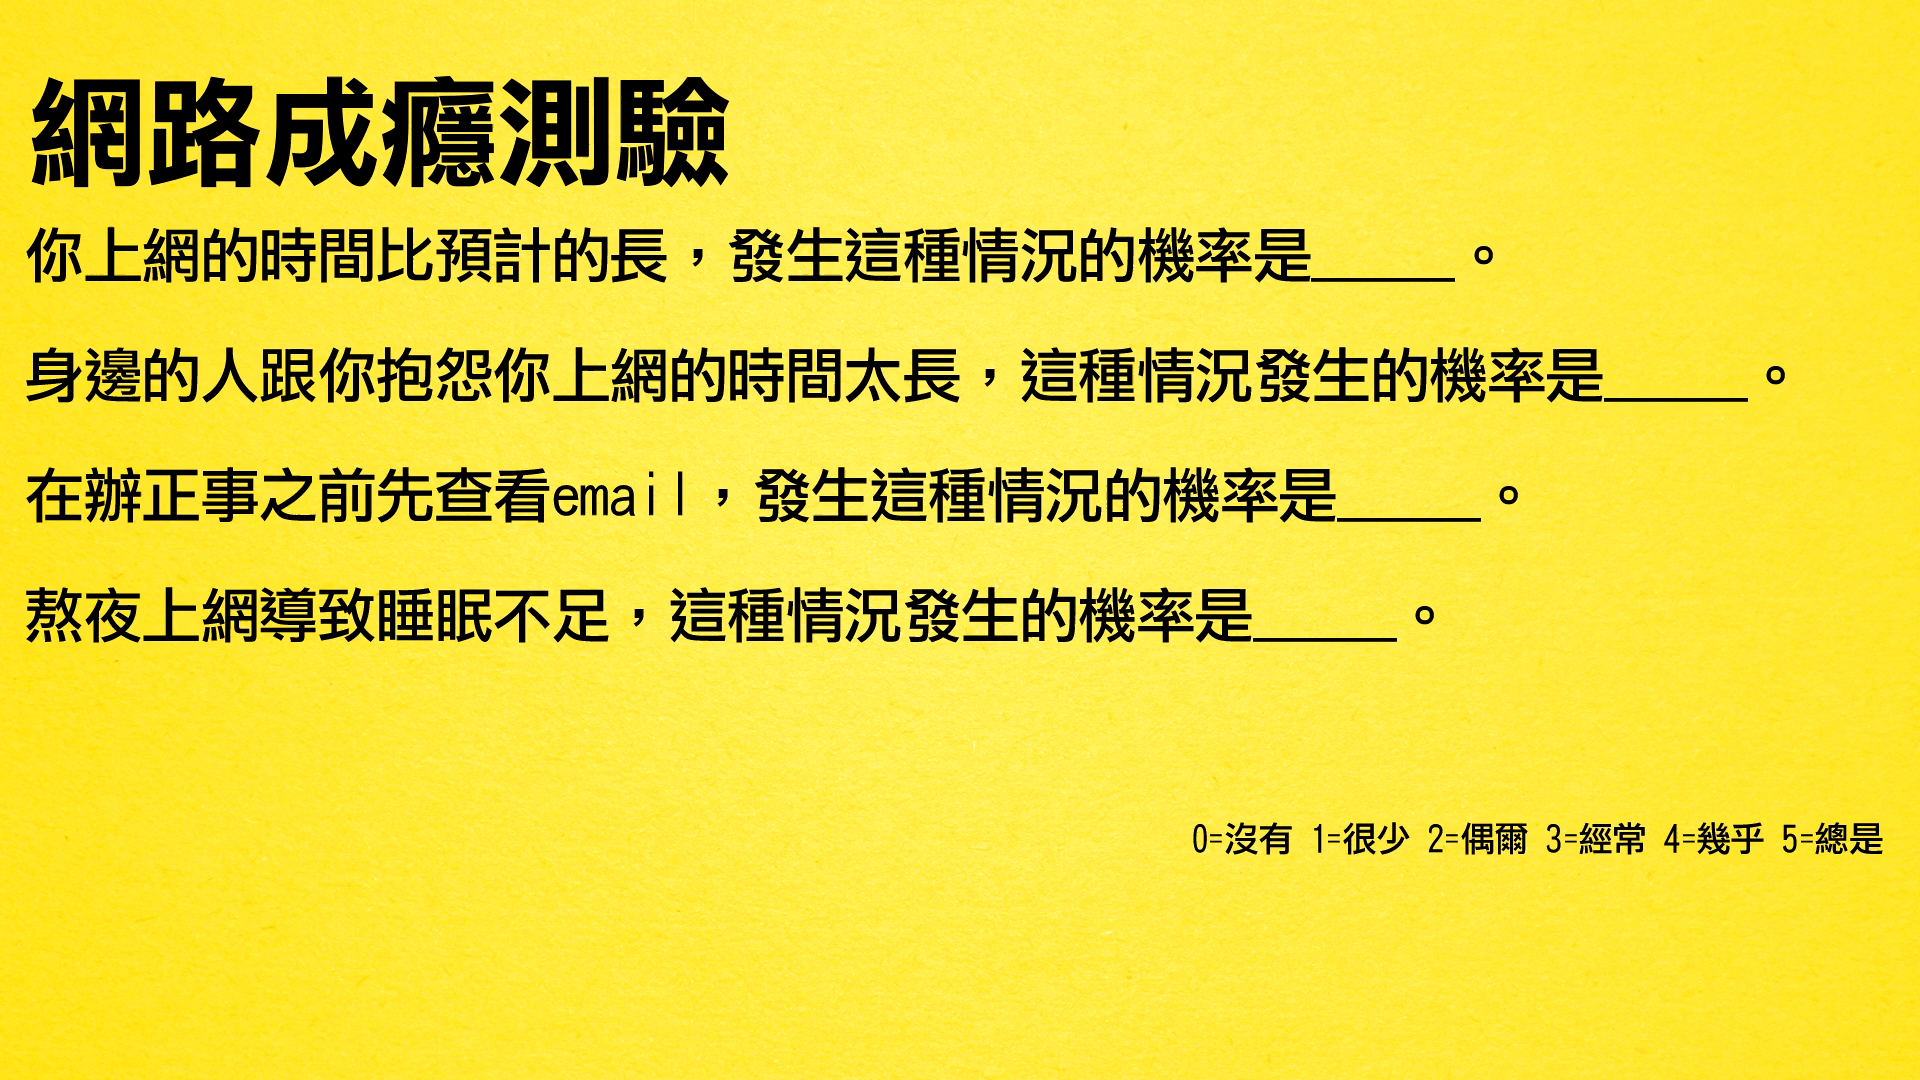 網路成癮測驗
你上網的時間比預計的長，發生這種情況的機率是_____。
身邊的人跟你抱怨你上網的時間太長，這種情況發生的機率是_____。
在辦正事之前先查看email，發生這種情況的機率是_____。
熬夜上網導致睡眠不足，這種情況發生的機率是_____。
0=沒有 1=很少 2=偶爾 3=經常 4=幾乎 5=總是